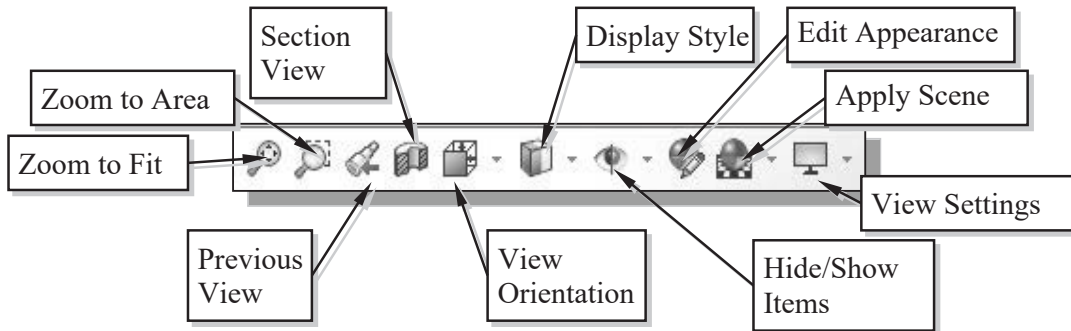 Section
View
Display Style
Edit Appearance
Zoom to Area
Apply Scene
Zoom to Fit
View Settings
Previous
View
View
Orientation
Hide/Show
Items